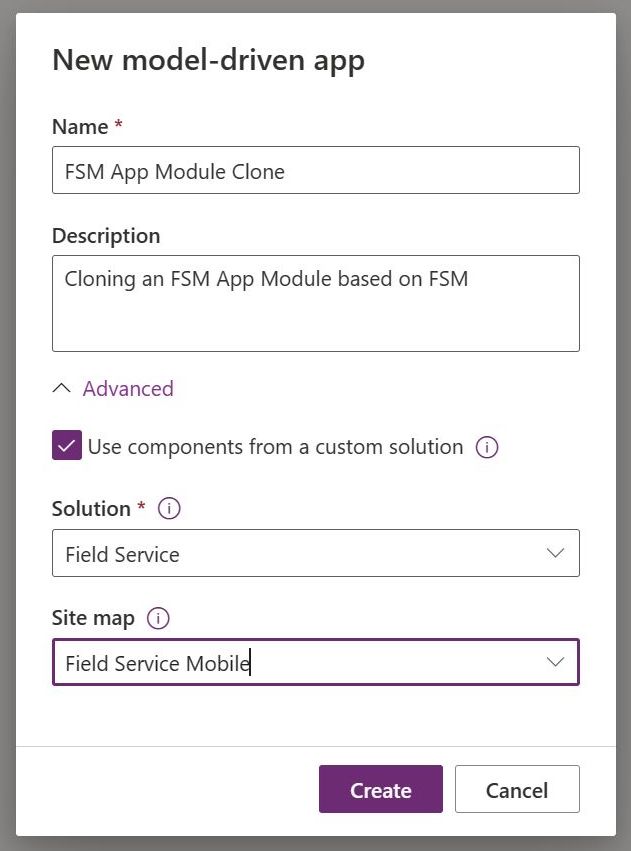 New model-driven app
Name *
FSM App Module Clone
Description
Cloning an FSM App Module based on FSM
Advanced
Use components from a custom solution
Solution *
Field Service
Site map
Field Service Mobile
Create Cancel